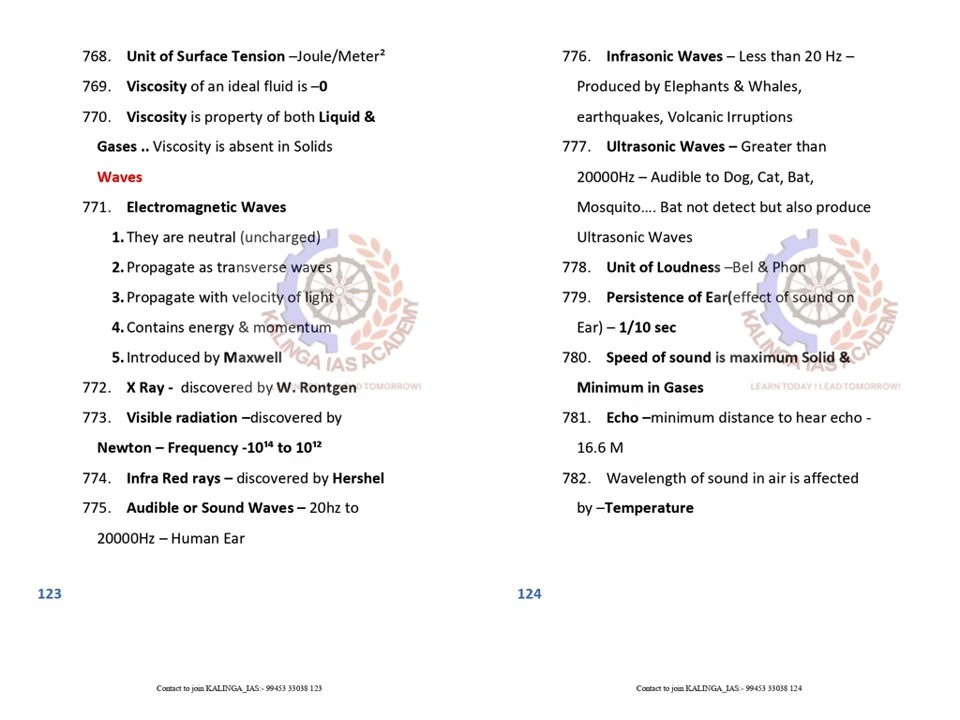 768. Unit of Surface Tension –Joule/Meter²
769. Viscosity of an ideal fluid is –0
770. Viscosity is property of both Liquid &
Gases .. Viscosity is absent in Solids
Waves
771. Electromagnetic Waves
1. They are neutral (uncharged)
2. Propagate as transverse waves
3. Propagate with velocity of light
4. Contains energy & momentum
5. Introduced by Maxwell
772. X Ray - discovered by W. Rontgen
773. Visible radiation –discovered by
Newton – Frequency -10¹⁴ to 10¹²
774. Infra Red rays – discovered by Hershel
775. Audible or Sound Waves – 20hz to
20000Hz – Human Ear
123
Contact to join KALINGA_IAS:- 99453 33038 123
776. Infrasonic Waves – Less than 20 Hz –
Produced by Elephants & Whales,
earthquakes, Volcanic Irruptions
777. Ultrasonic Waves – Greater than
20000Hz – Audible to Dog, Cat, Bat,
Mosquito…. Bat not detect but also produce
Ultrasonic Waves
778. Unit of Loudness –Bel & Phon
779. Persistence of Ear(effect of sound on
Ear) – 1/10 sec
780. Speed of sound is maximum Solid &
Minimum in Gases
781. Echo –minimum distance to hear echo -
16.6 M
782. Wavelength of sound in air is affected
by –Temperature
KALINGA IAS ACADEMY
LEARN TODAY ! LEAD TOMORROW!
124
Contact to join KALINGA_IAS:- 99453 33038 124